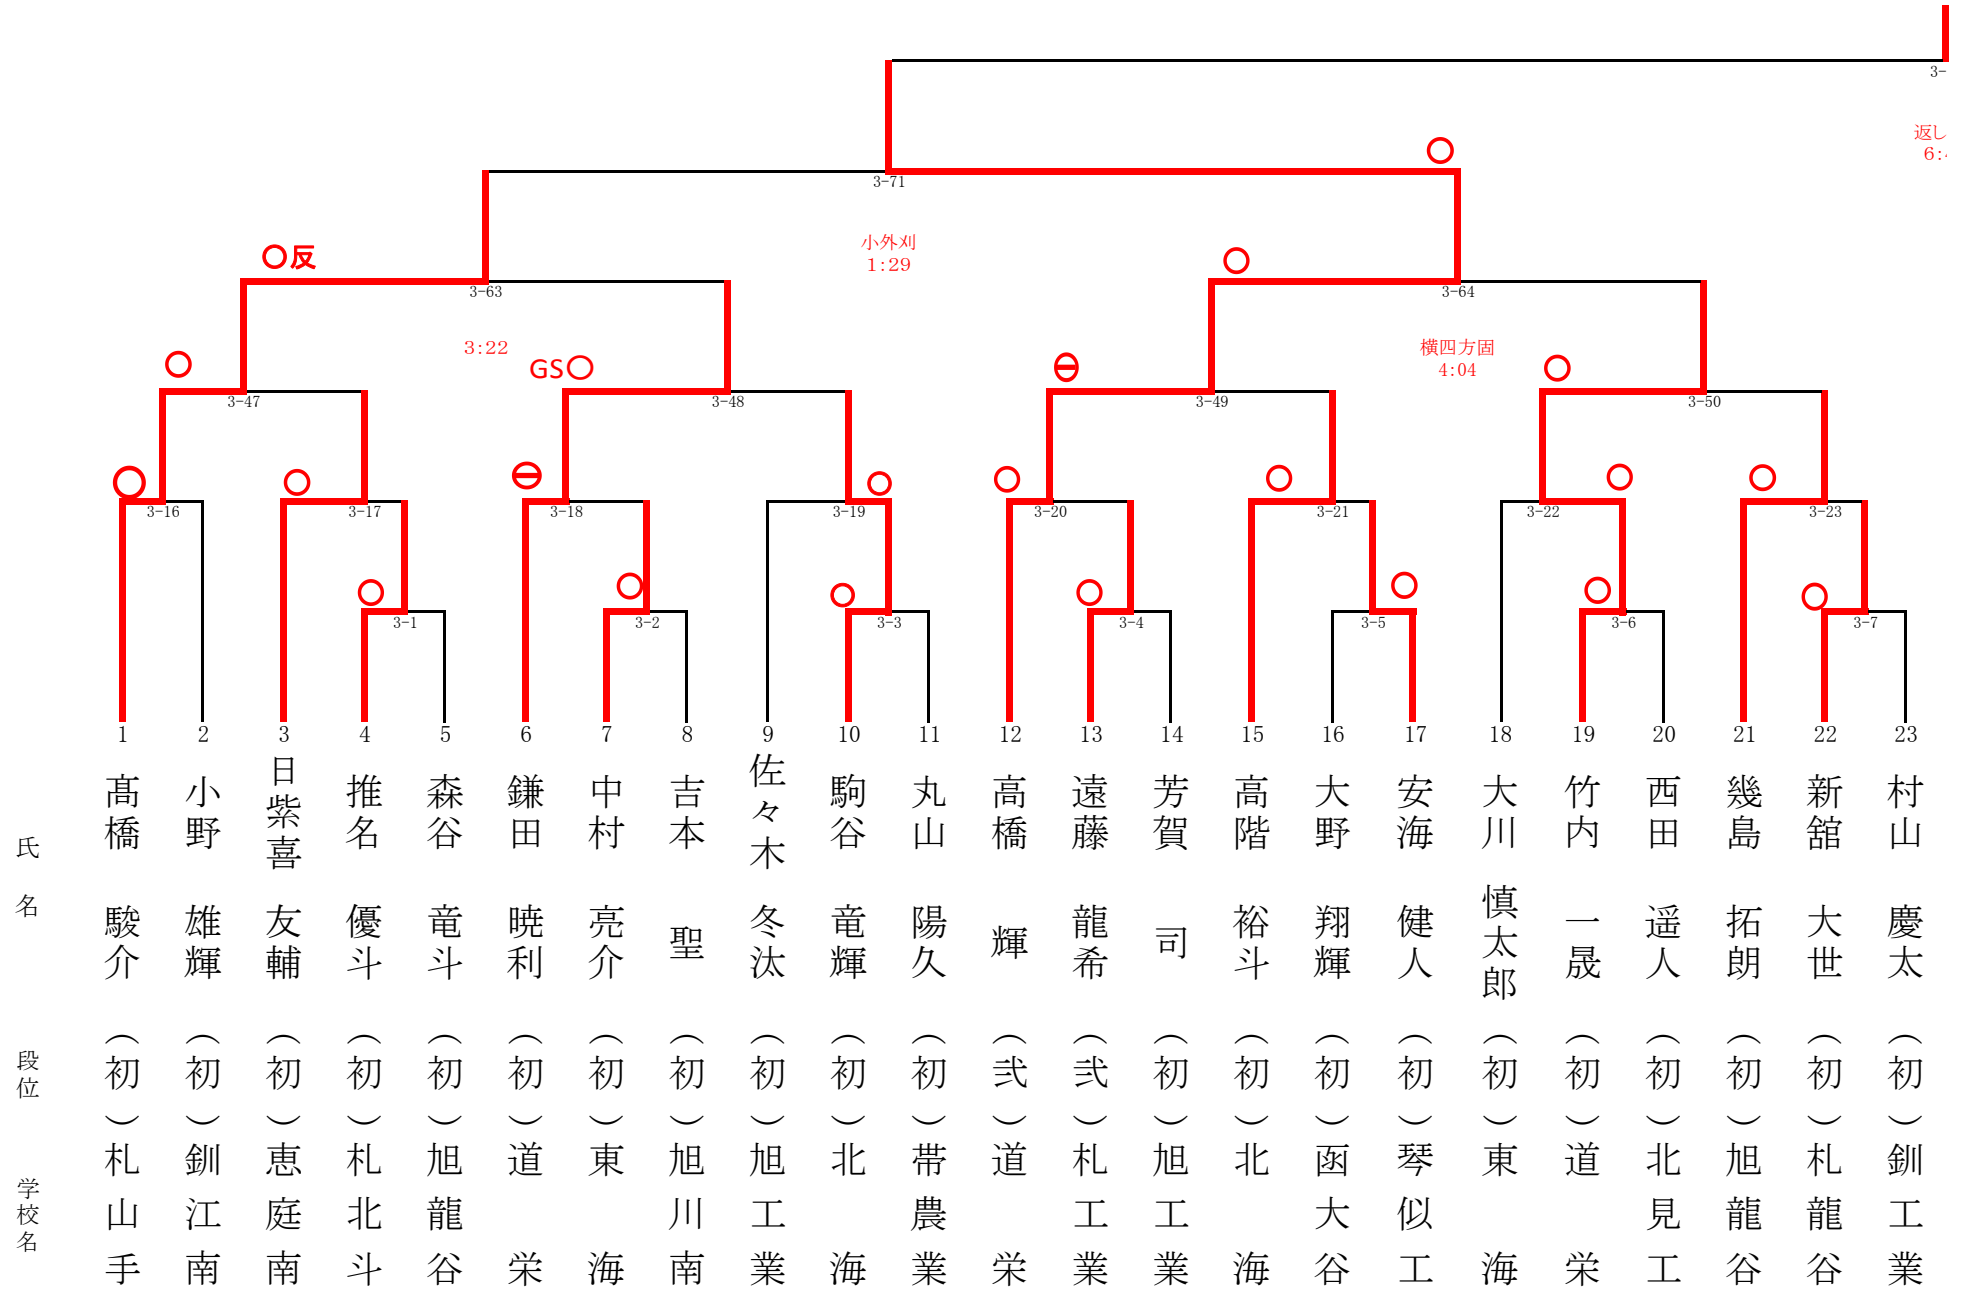 3-
返し
6:
3-71
小外刈
1:29
○反
3-63
3-64
3:22
横四方固
4:04
GS○
3-47
3-48
3-49
3-50
3-16
3-17
3-18
3-19
3-20
3-21
3-22
3-23
3-1
3-2
3-3
3-4
3-5
3-6
3-7
氏名
段位
学校名
1 髙橋 駿介 (初) 札山手
2 小野 雄輝 (初) 釧江南
3 日紫喜 友輔 (初) 恵庭南
4 推名 優斗 (初) 札北斗
5 森谷 竜斗 (初) 旭龍谷
6 鎌田 暁利 (初) 道栄
7 中村 亮介 (初) 東海
8 吉本 聖 (初) 旭川南
9 佐々木 冬汰 (初) 旭工業
10 駒谷 竜輝 (初) 北海
11 丸山 陽久 (初) 帯農業
12 高橋 輝 (弐) 道栄
13 遠藤 龍希 (弐) 札工業
14 芳賀 司 (初) 旭工業
15 高階 裕斗 (初) 北海
16 大野 翔輝 (初) 函大谷
17 安海 健人 (初) 琴似工
18 大川 慎太郎 (初) 東海
19 竹内 一晟 (初) 道栄
20 西田 遥人 (初) 北見工
21 幾島 拓朗 (初) 旭龍谷
22 新舘 大世 (初) 札龍谷
23 村山 慶太 (初) 釧工業